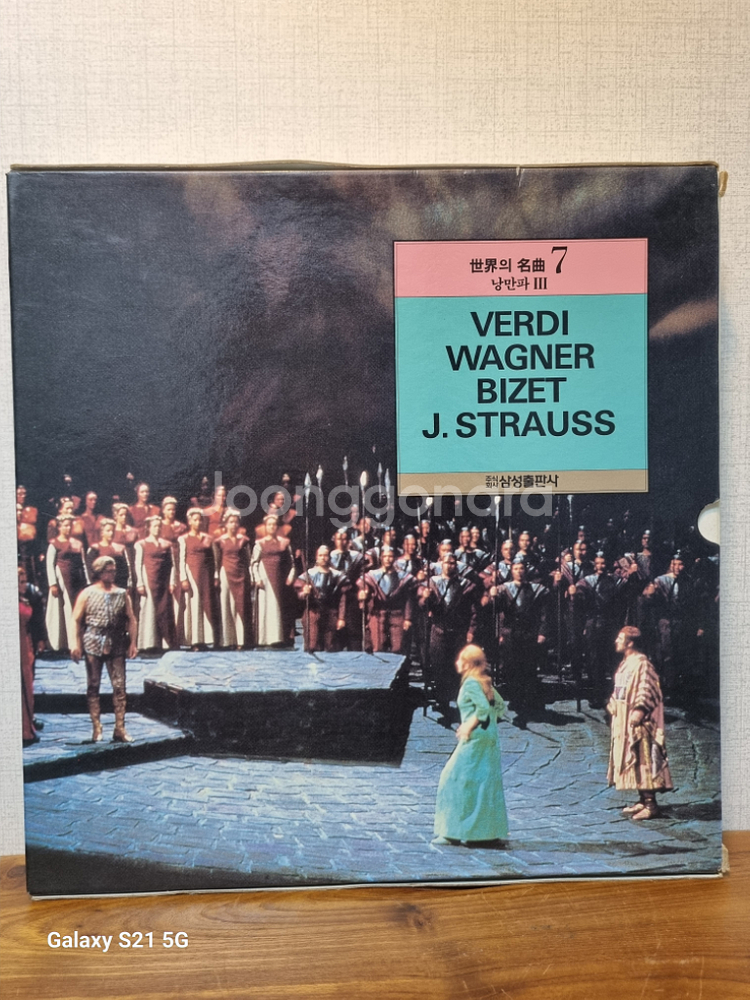 世界의 名曲 7
낭만파 III
VERDI
WAGNER
BIZET
J. STRAUSS
주식회사 삼성출판사
Joonggonara
Galaxy S21 5G